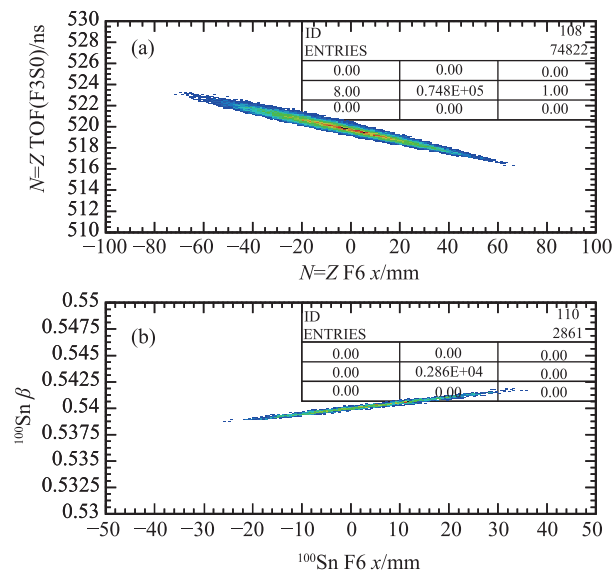 N=Z TOF(F3S0)/ns
530
528
526
524
522
520
518
516
514
512
510
(a)
ID 108
ENTRIES 74822
0.00 0.00 0.00
8.00 0.748E+05 1.00
0.00 0.00 0.00
−100 −80 −60 −40 −20 0 20 40 60 80 100
N=Z F6 x/mm
¹⁰⁰Sn β
0.55
0.5475
0.545
0.5425
0.54
0.5375
0.535
0.5325
0.53
(b)
ID 110
ENTRIES 2861
0.00 0.00 0.00
0.00 0.286E+04 0.00
0.00 0.00 0.00
−50 −40 −30 −20 −10 0 10 20 30 40 50
¹⁰⁰Sn F6 x/mm